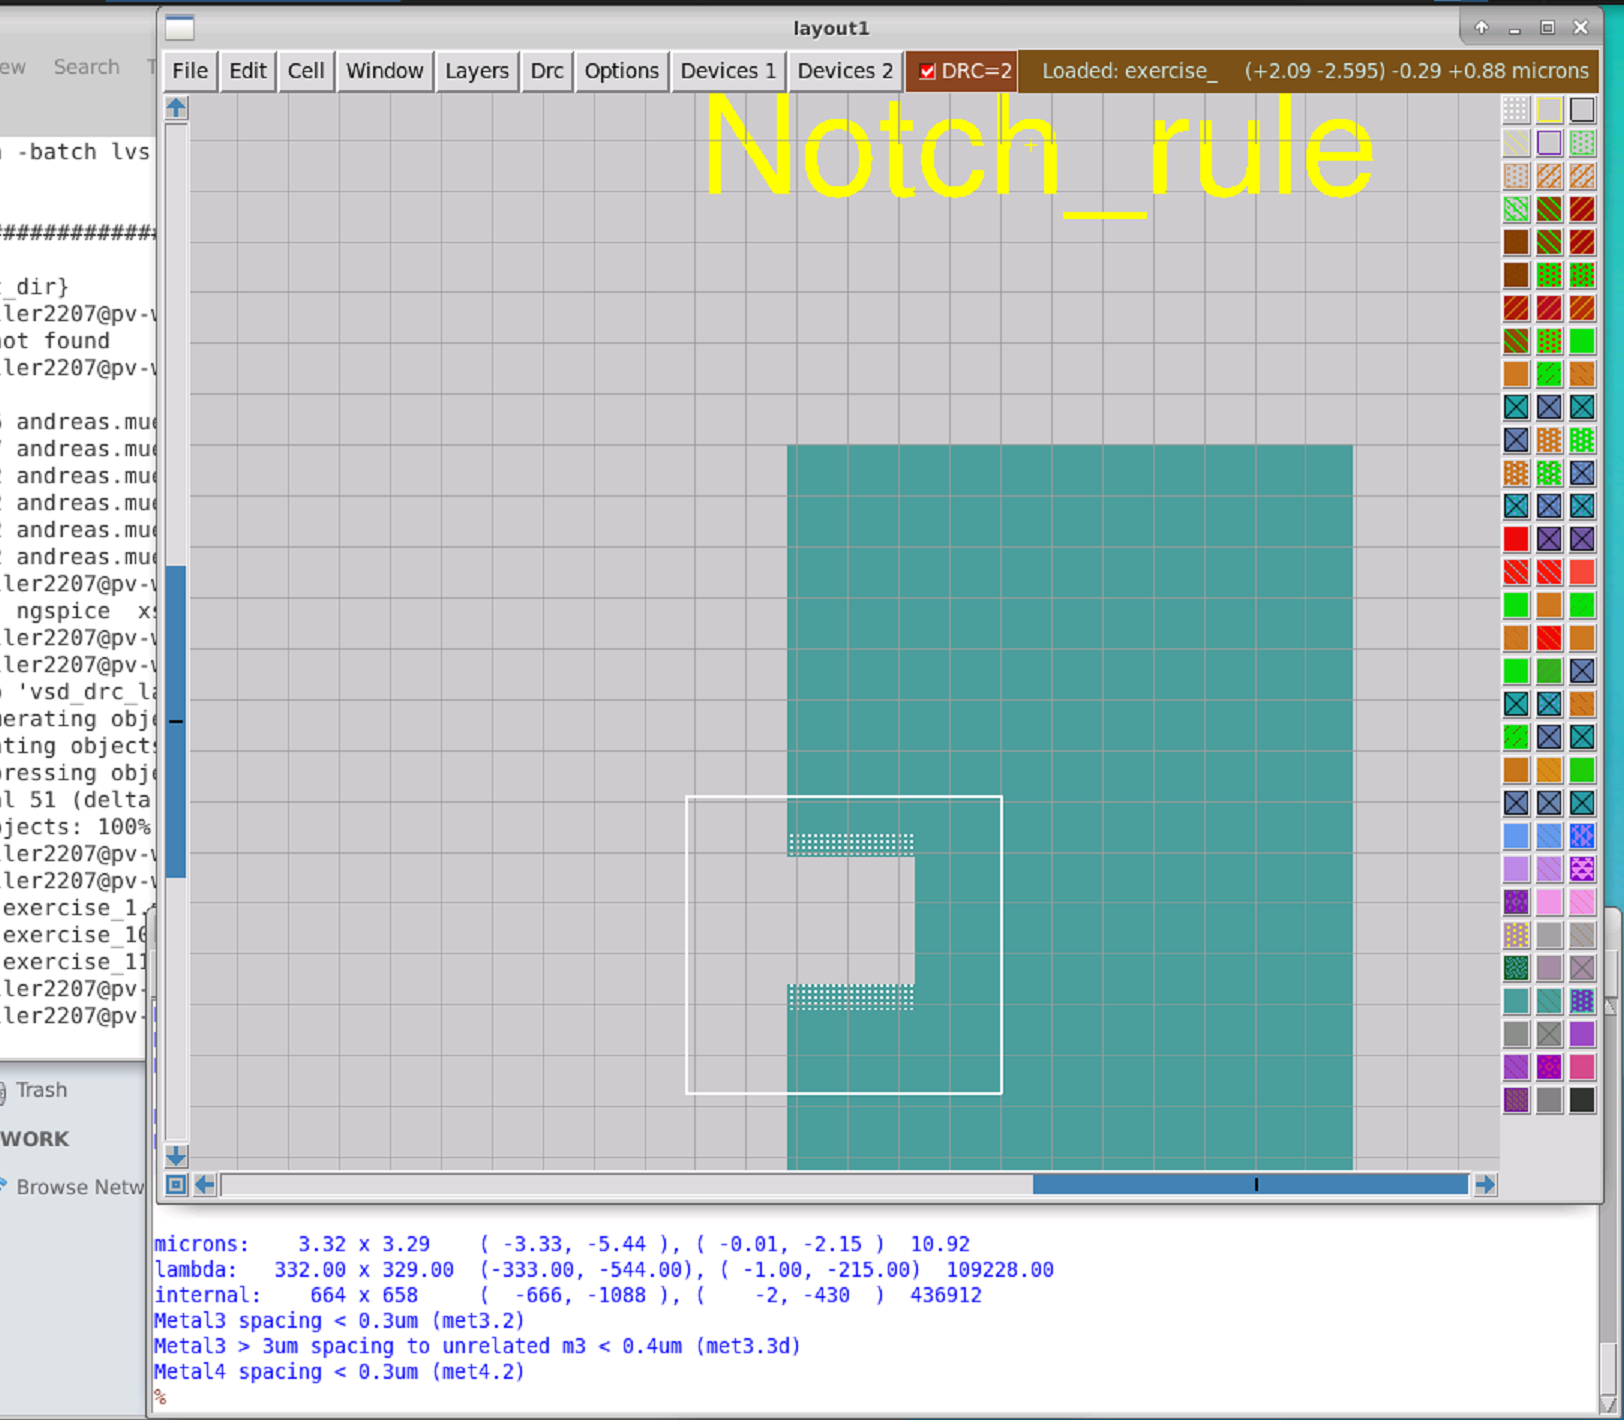 layout1
ew Search T
File Edit Cell Window Layers Drc Options Devices 1 Devices 2 DRC=2 Loaded: exercise_ (+2.09 -2.595) -0.29 +0.88 microns
Notch_rule
-batch lvs
#############
_dir}
ler2207@pv-w
not found
ler2207@pv-w
andreas.mue
andreas.mue
andreas.mue
andreas.mue
andreas.mue
andreas.mue
ler2207@pv-w
ngspice xs
ler2207@pv-w
ler2207@pv-w
'vsd_drc_la
erating obje
ting objects
ressing obje
l 51 (delta
jects: 100%
ler2207@pv-w
ler2207@pv-w
exercise_1.
exercise_10
exercise_11
ler2207@pv-
ler2207@pv-
Trash
WORK
Browse Netw
microns: 3.32 x 3.29 ( -3.33, -5.44 ), ( -0.01, -2.15 ) 10.92
lambda: 332.00 x 329.00 (-333.00, -544.00), ( -1.00, -215.00) 109228.00
internal: 664 x 658 ( -666, -1088 ), ( -2, -430 ) 436912
Metal3 spacing < 0.3um (met3.2)
Metal3 > 3um spacing to unrelated m3 < 0.4um (met3.3d)
Metal4 spacing < 0.3um (met4.2)
%